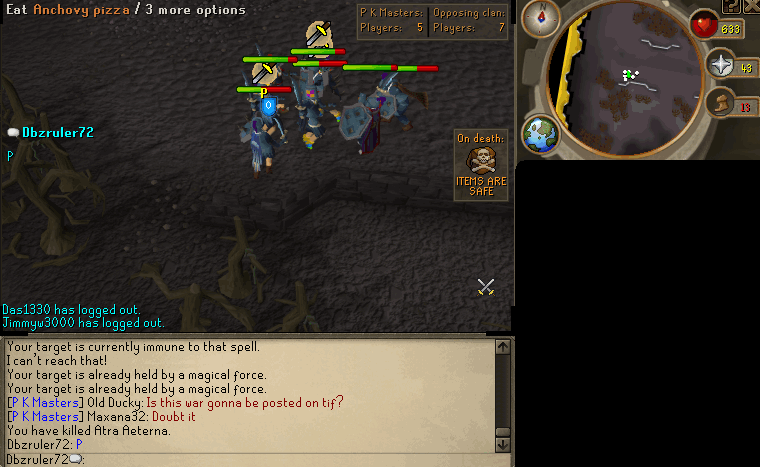 Eat Anchovy pizza / 3 more options
P K Masters: Opposing clan:
Players: 5 Players: 7
633
43
13
P
0
Dbzruler72
P
On death:
ITEMS ARE
SAFE
Das1330 has logged out.
Jimmyw3000 has logged out.
Your target is currently immune to that spell.
I can't reach that!
Your target is already held by a magical force.
Your target is already held by a magical force.
[P K Masters] Old Ducky: Is this war gonna be posted on tif?
[P K Masters] Maxana32: Doubt it
You have killed Atra Aeterna.
Dbzruler72: P
Dbzruler72: